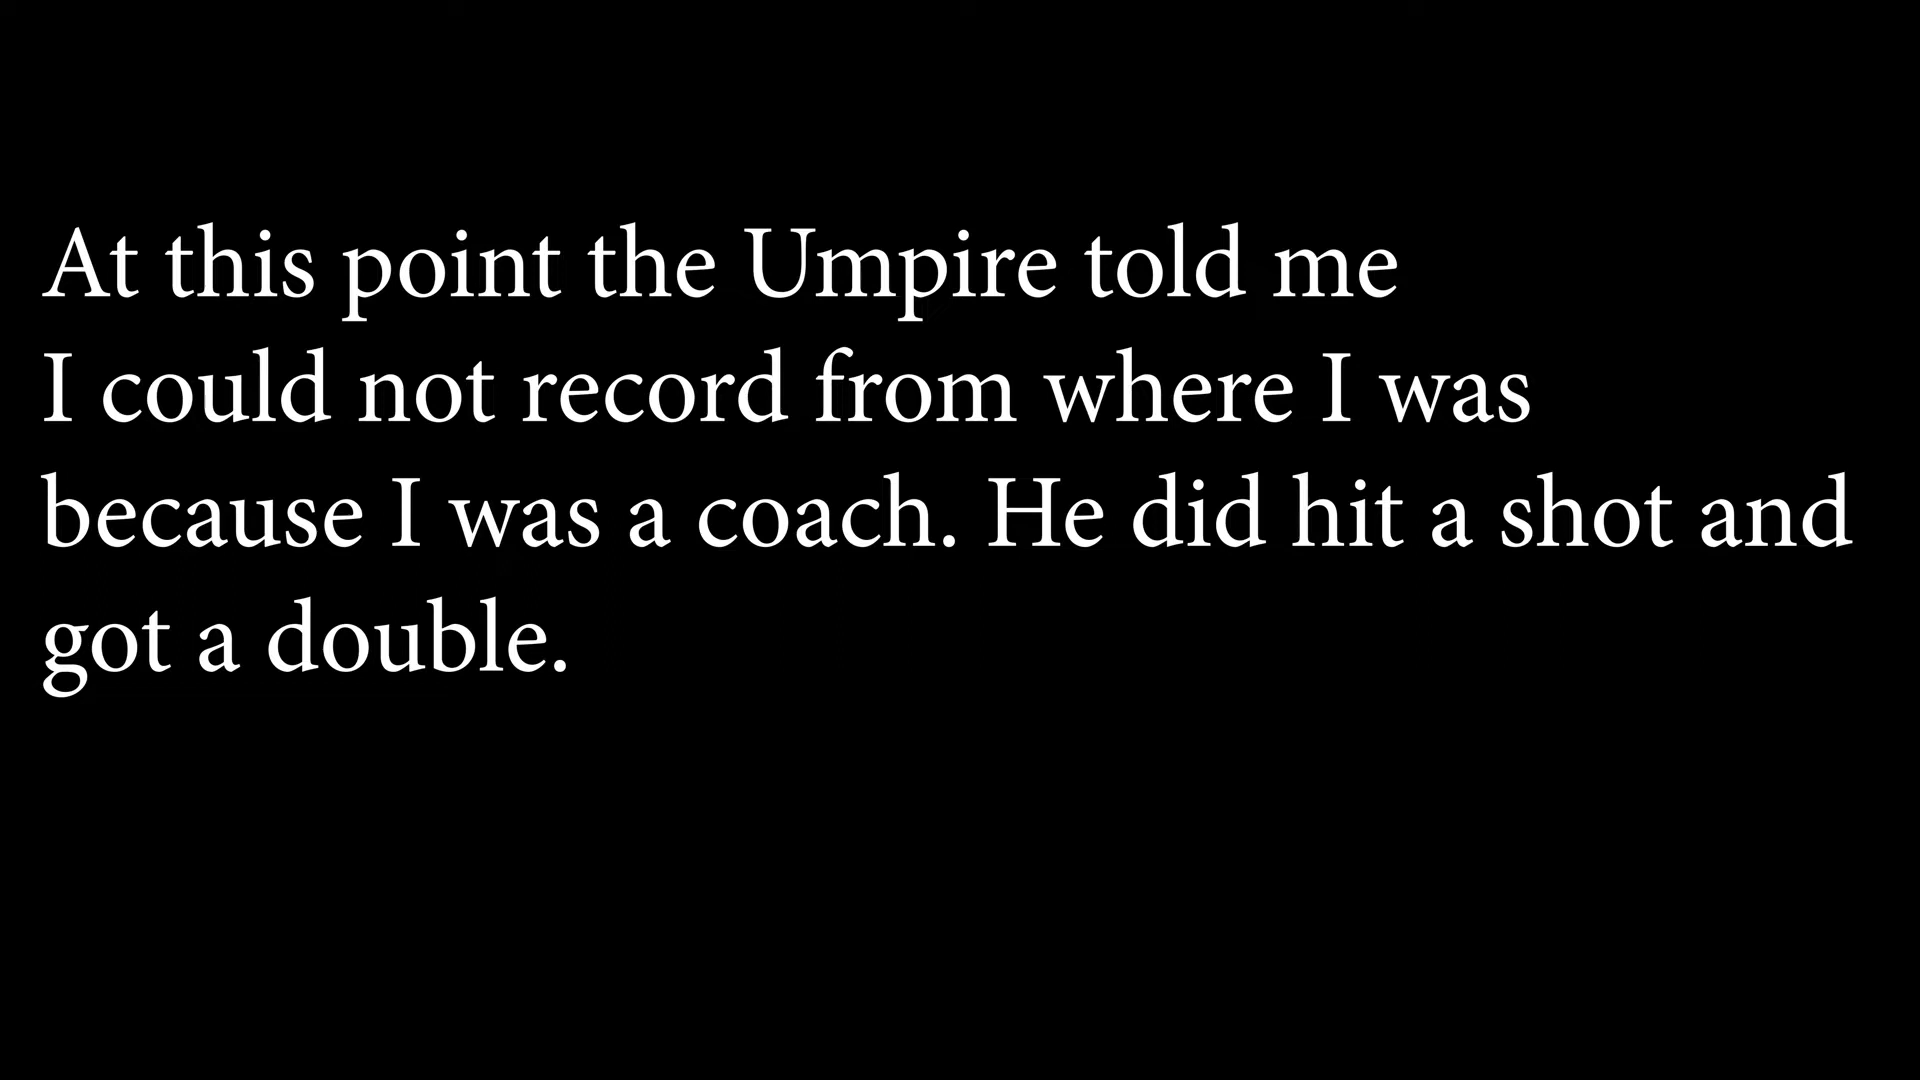 At this point the Umpire told me
I could not record from where I was
because I was a coach. He did hit a shot and
got a double.